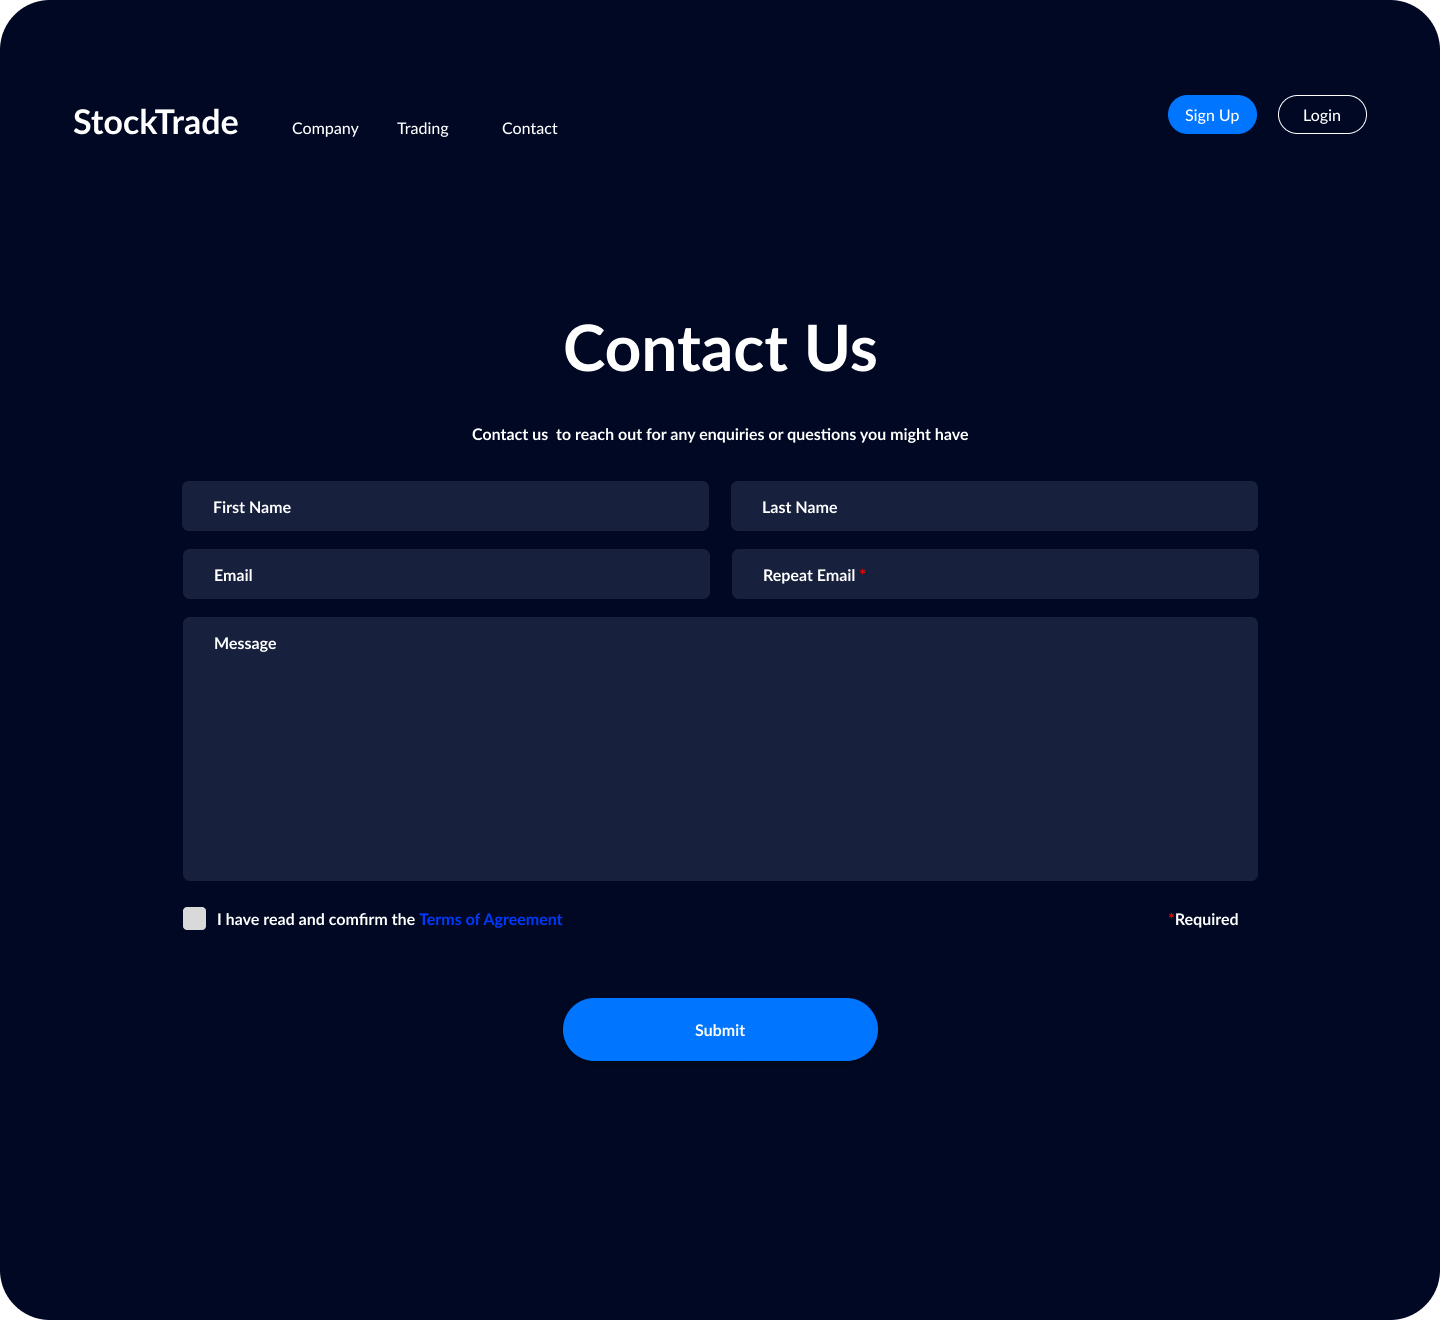 StockTrade Company Trading Contact Sign Up Login
Contact Us
Contact us  to reach out for any enquiries or questions you might have
First Name Last Name
Email Repeat Email *
Message
I have read and comfirm the Terms of Agreement *Required
Submit